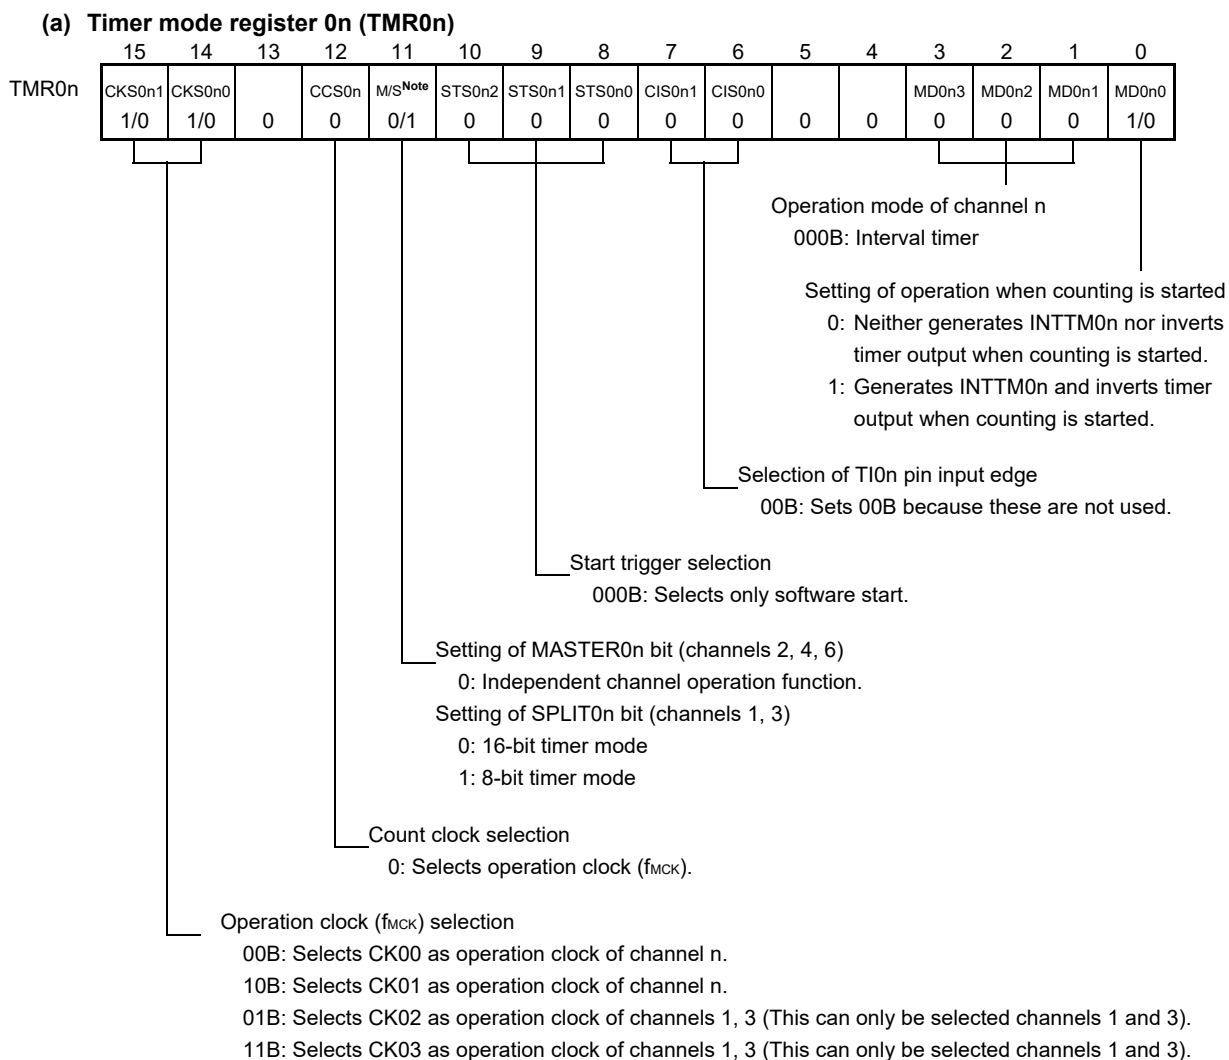 (a) Timer mode register 0n (TMR0n)
15 14 13 12 11 10 9 8 7 6 5 4 3 2 1 0
TMR0n CKS0n1 CKS0n0 CCS0n M/SNote STS0n2 STS0n1 STS0n0 CIS0n1 CIS0n0 MD0n3 MD0n2 MD0n1 MD0n0
1/0 1/0 0 0 0/1 0 0 0 0 0 0 0 0 0 0 1/0
Operation mode of channel n
000B: Interval timer
Setting of operation when counting is started
0: Neither generates INTTM0n nor inverts
timer output when counting is started.
1: Generates INTTM0n and inverts timer
output when counting is started.
Selection of TI0n pin input edge
00B: Sets 00B because these are not used.
Start trigger selection
000B: Selects only software start.
Setting of MASTER0n bit (channels 2, 4, 6)
0: Independent channel operation function.
Setting of SPLIT0n bit (channels 1, 3)
0: 16-bit timer mode
1: 8-bit timer mode
Count clock selection
0: Selects operation clock (fMCK).
Operation clock (fMCK) selection
00B: Selects CK00 as operation clock of channel n.
10B: Selects CK01 as operation clock of channel n.
01B: Selects CK02 as operation clock of channels 1, 3 (This can only be selected channels 1 and 3).
11B: Selects CK03 as operation clock of channels 1, 3 (This can only be selected channels 1 and 3).